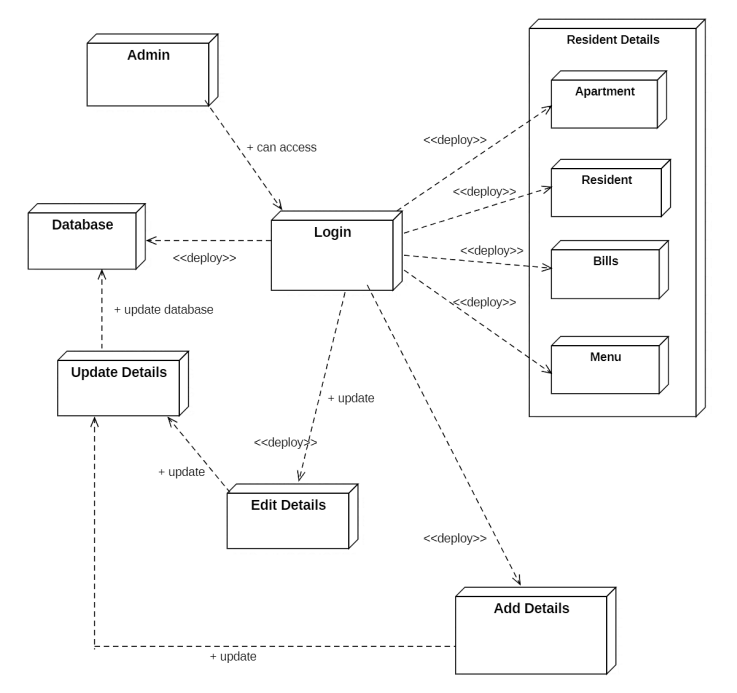 Resident Details
Admin
Apartment
<<deploy>>
+ can access
Resident
<<deploy>>
Database
Login
<<deploy>>
<<deploy>>
Bills
<<deploy>>
+ update database
Menu
Update Details
+ update
<<deploy>>
+ update
Edit Details
<<deploy>>
Add Details
+ update